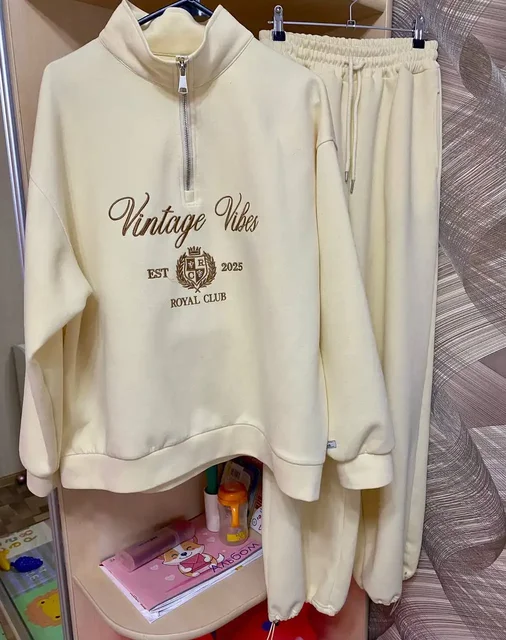 Vintage Vibes
EST 2025
ROYAL CLUB